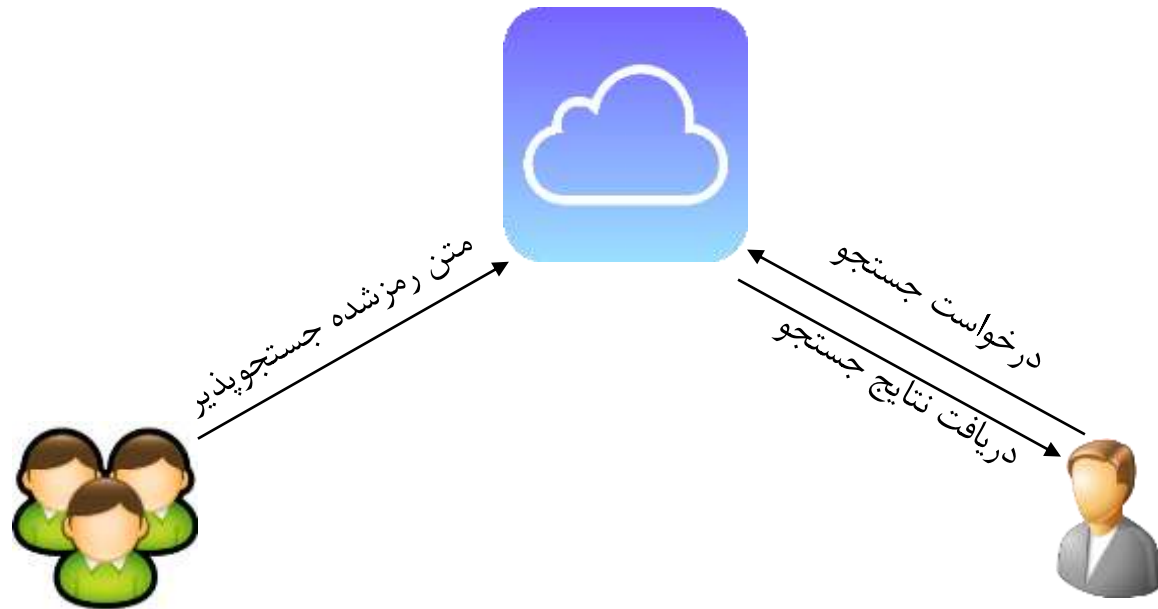 متن رمزشده جستجوپذیر
درخواست جستجو
دریافت نتایج جستجو